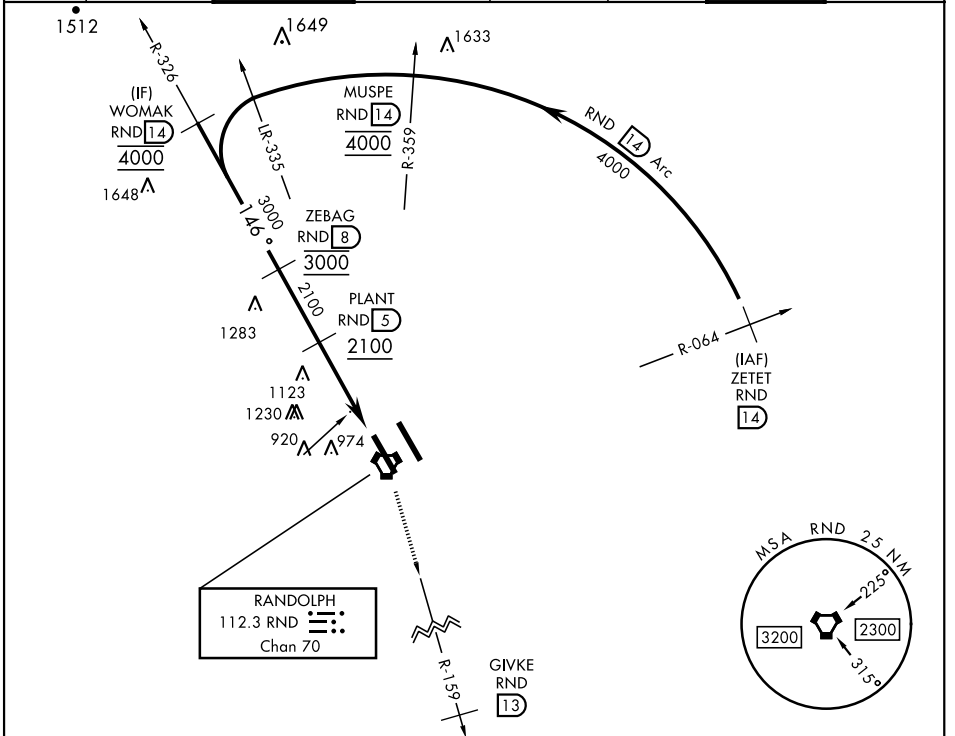 1512
R-326
1649
1633
(IF)
WOMAK
RND 14
4000
1648
LR-335
MUSPE
RND 14
4000
R-359
RND 14 Arc
4000
3000
146°
ZEBAG
RND 8
3000
2100
1283
PLANT
RND 5
2100
R-064
(IAF)
ZETET
RND
14
1123
1230
920
974
RANDOLPH
112.3 RND
Chan 70
R-159
GIVKE
RND
13
MSA RND 25 NM
225°
3200
2300
315°